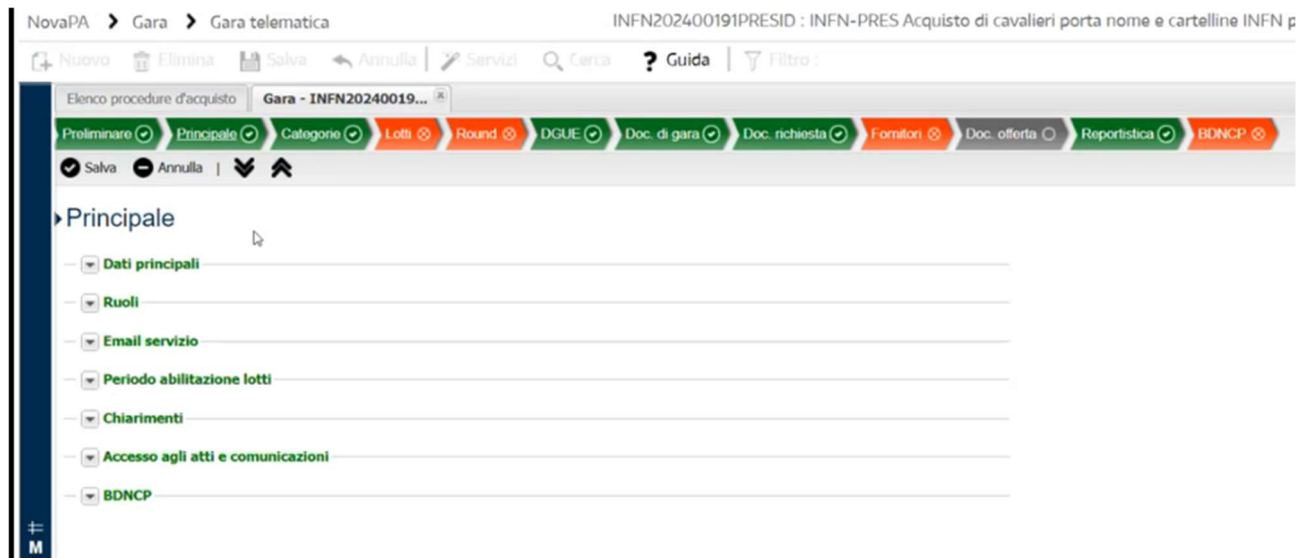 NovaPA > Gara > Gara telematica INFN202400191PRESID : INFN-PRES Acquisto di cavalieri porta nome e cartelline INFN p
Nuovo Elimina Salva Annulla | Servizi Cerca ? Guida | Filtro :
Elenco procedure d'acquisto Gara - INFN20240019...
Preliminare Principale Categorie Lotti Round DGUE Doc. di gara Doc. richiesta Fornitori Doc. offerta Reportistica BDNCP
Salva Annulla |
Principale
Dati principali
Ruoli
Email servizio
Periodo abilitazione lotti
Chiarimenti
Accesso agli atti e comunicazioni
BDNCP
M